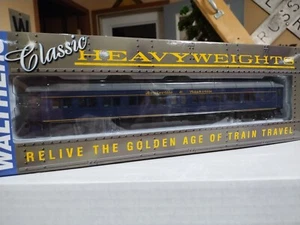 WALTHERS
Classic
HEAVYWEIGHTS
RELIVE THE GOLDEN AGE OF TRAIN TRAVEL